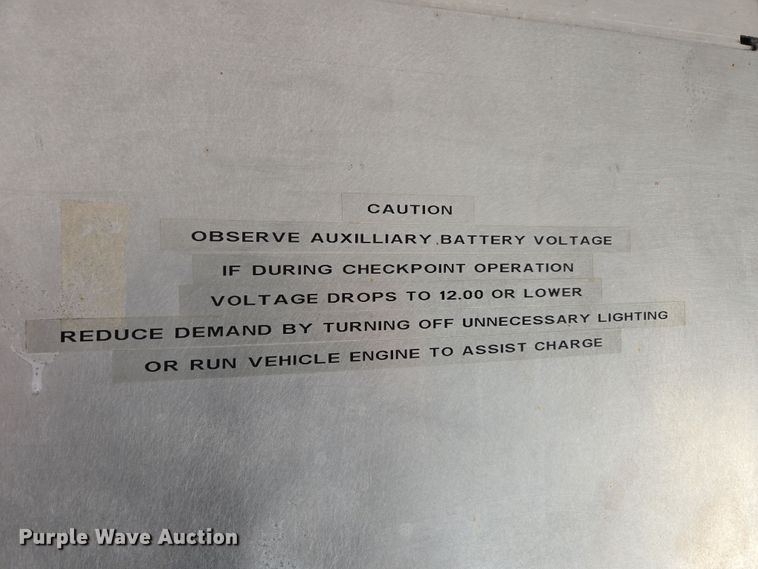 CAUTION
OBSERVE AUXILLIARY.BATTERY VOLTAGE
IF DURING CHECKPOINT OPERATION
VOLTAGE DROPS TO 12.00 OR LOWER
REDUCE DEMAND BY TURNING OFF UNNECESSARY LIGHTING
OR RUN VEHICLE ENGINE TO ASSIST CHARGE
Purple Wave Auction